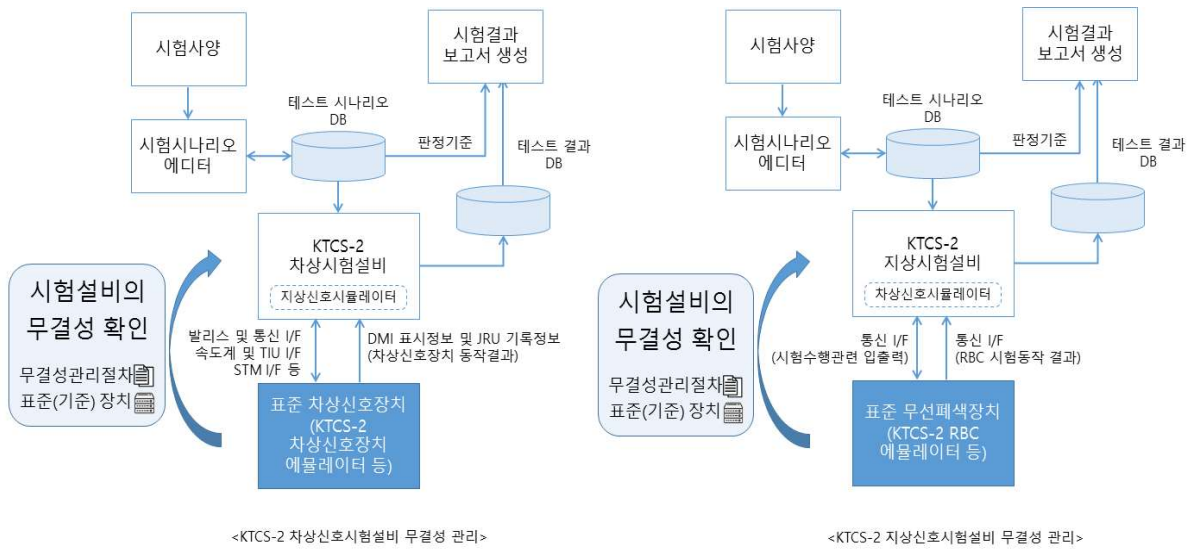 시험사양
시험결과
보고서 생성
테스트 시나리오
DB
시험시나리오
에디터
판정기준
테스트 결과
DB
KTCS-2
차상시험설비
지상신호시뮬레이터
시험설비의
무결성 확인
무결성관리절차
표준(기준) 장치
발리스 및 통신 I/F
속도계 및 TIU I/F
STM I/F 등
DMI 표시정보 및 JRU 기록정보
(차상신호장치 동작결과)
표준 차상신호장치
(KTCS-2
차상신호장치
에뮬레이터 등)
<KTCS-2 차상신호시험설비 무결성 관리>
시험사양
시험결과
보고서 생성
테스트 시나리오
DB
시험시나리오
에디터
판정기준
테스트 결과
DB
KTCS-2
지상시험설비
차상신호시뮬레이터
시험설비의
무결성 확인
무결성관리절차
표준(기준) 장치
통신 I/F
(시험수행관련 입출력)
통신 I/F
(RBC 시험동작 결과)
표준 무선폐색장치
(KTCS-2 RBC
에뮬레이터 등)
<KTCS-2 지상신호시험설비 무결성 관리>